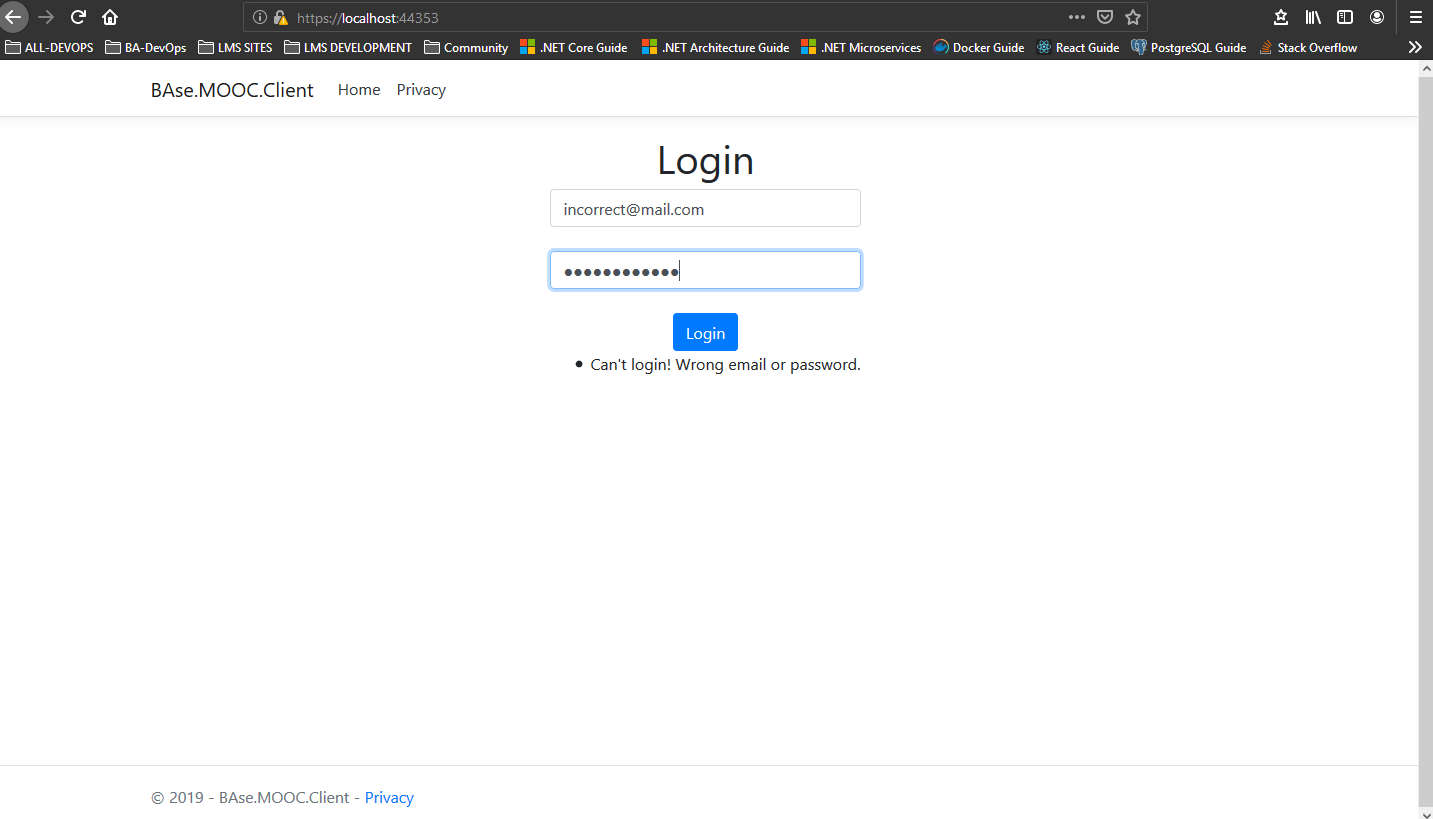 https://localhost:44353
ALL-DEVOPS BA-DevOps LMS SITES LMS DEVELOPMENT Community .NET Core Guide .NET Architecture Guide .NET Microservices Docker Guide React Guide PostgreSQL Guide Stack Overflow
BAse.MOOC.Client Home Privacy
Login
incorrect@mail.com
●●●●●●●●●●●●
Login
• Can't login! Wrong email or password.
© 2019 - BAse.MOOC.Client - Privacy